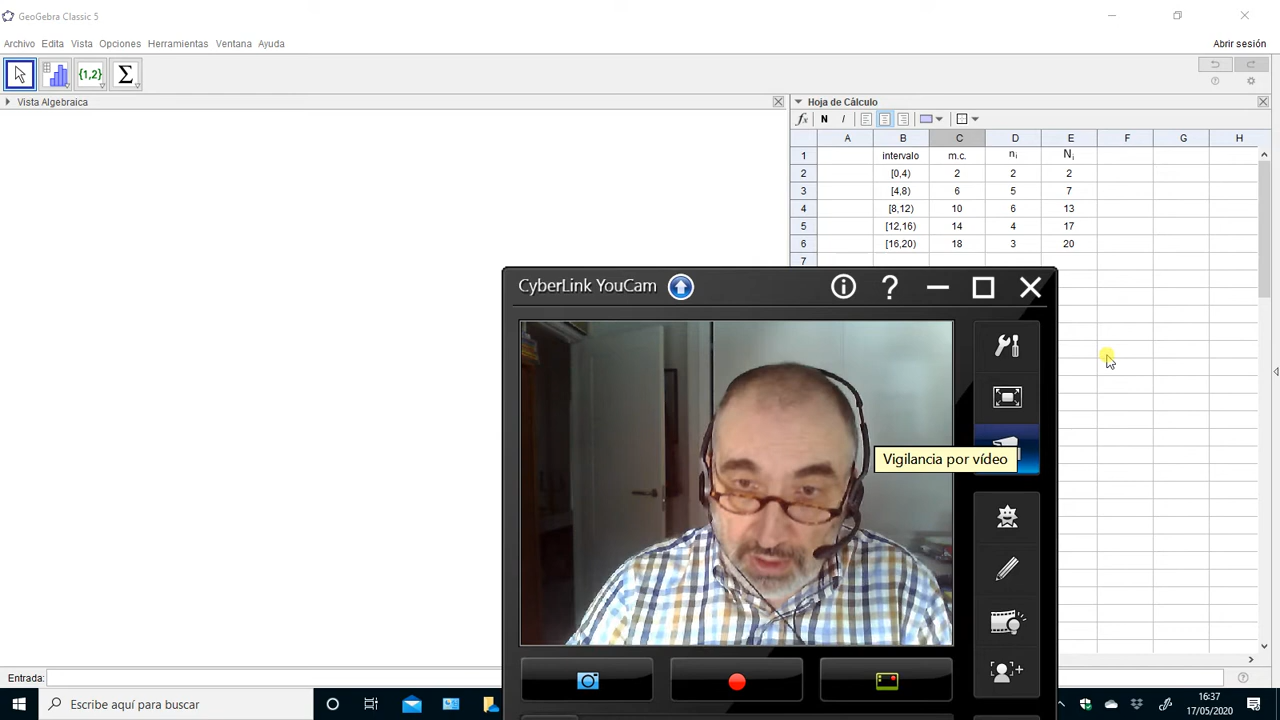 GeoGebra Classic 5
Archivo Edita Vista Opciones Herramientas Ventana Ayuda
Abrir sesión
{1,2} Σ
Vista Algebraica
Hoja de Cálculo
fx N I
A B C D E F G H
1 intervalo m.c. nᵢ Nᵢ
2 [0,4) 2 2 2
3 [4,8) 6 5 7
4 [8,12) 10 6 13
5 [12,16) 14 4 17
6 [16,20) 18 3 20
7
CyberLink YouCam
Vigilancia por vídeo
Entrada:
Escribe aquí para buscar
16:37
17/05/2020